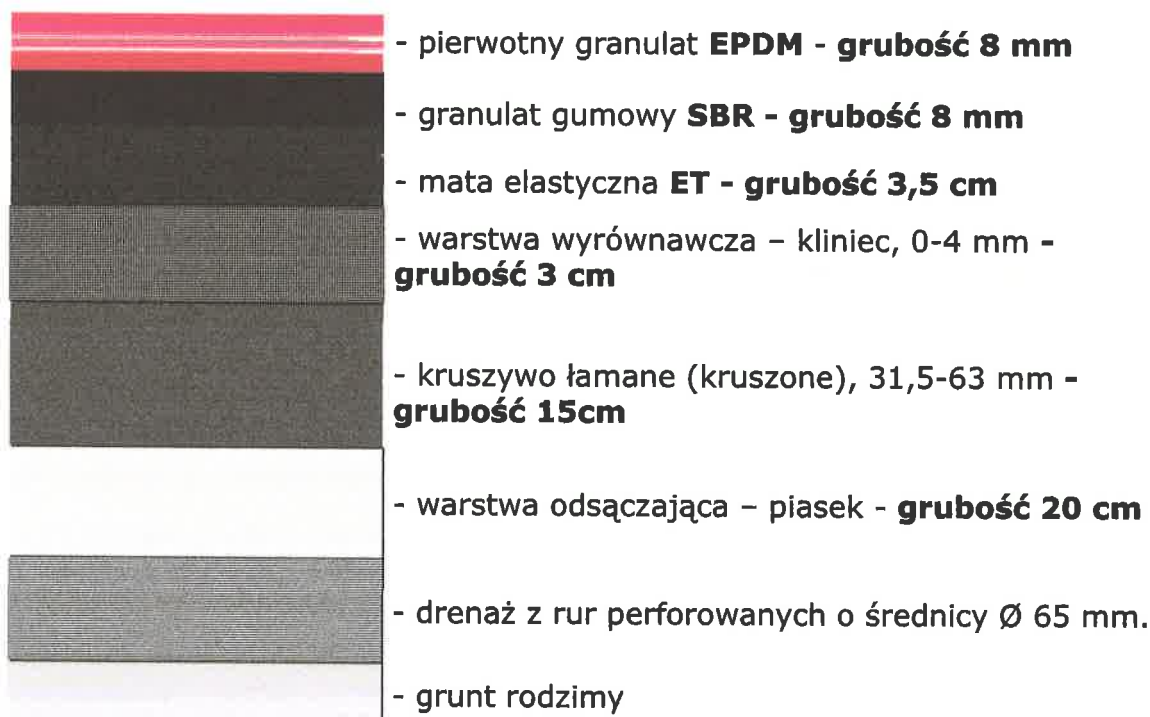 - pierwotny granulat EPDM - grubość 8 mm
- granulat gumowy SBR - grubość 8 mm
- mata elastyczna ET - grubość 3,5 cm
- warstwa wyrównawcza – kliniec, 0-4 mm -
grubość 3 cm
- kruszywo łamane (kruszone), 31,5-63 mm -
grubość 15cm
- warstwa odsączająca – piasek - grubość 20 cm
- drenaż z rur perforowanych o średnicy Ø 65 mm.
- grunt rodzimy